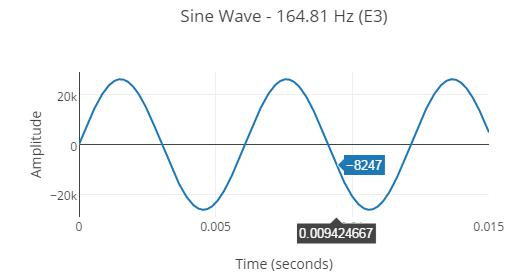 Sine Wave - 164.81 Hz (E3)
Amplitude
20k
0
−20k
−8247
0
0.005
0.015
0.009424667
Time (seconds)